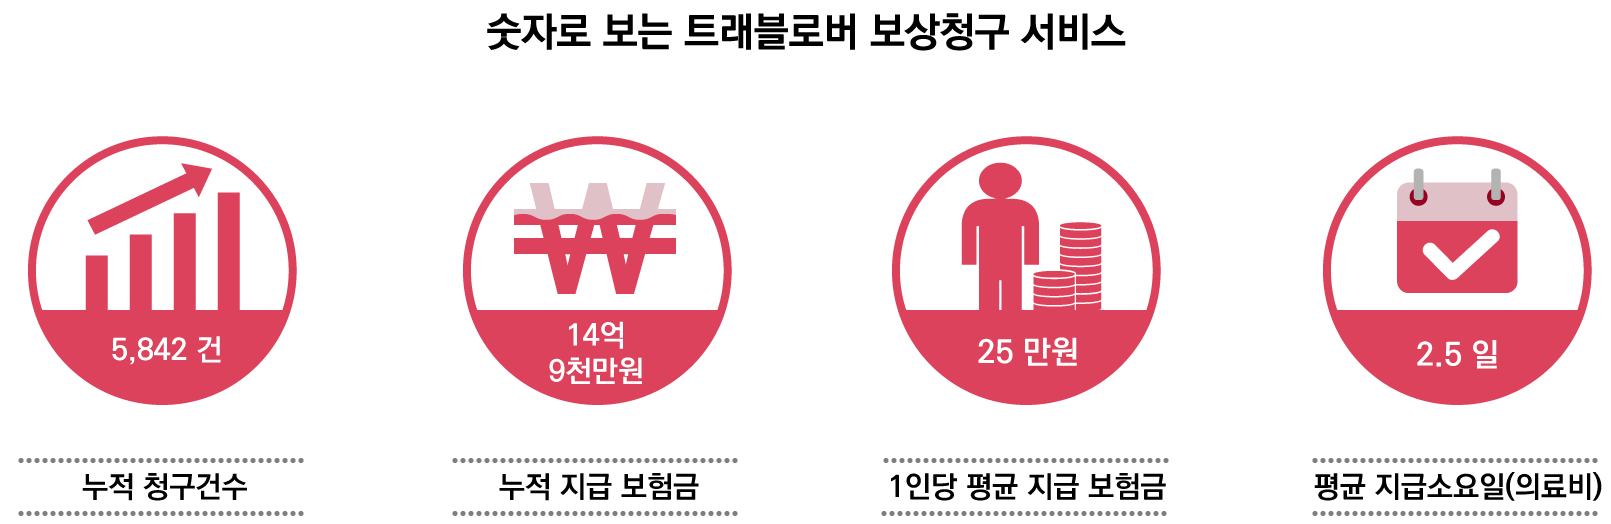 숫자로 보는 트래블로버 보상청구 서비스
5,842 건
14억
9천만원
25 만원
2.5 일
누적 청구건수
누적 지급 보험금
1인당 평균 지급 보험금
평균 지급소요일(의료비)